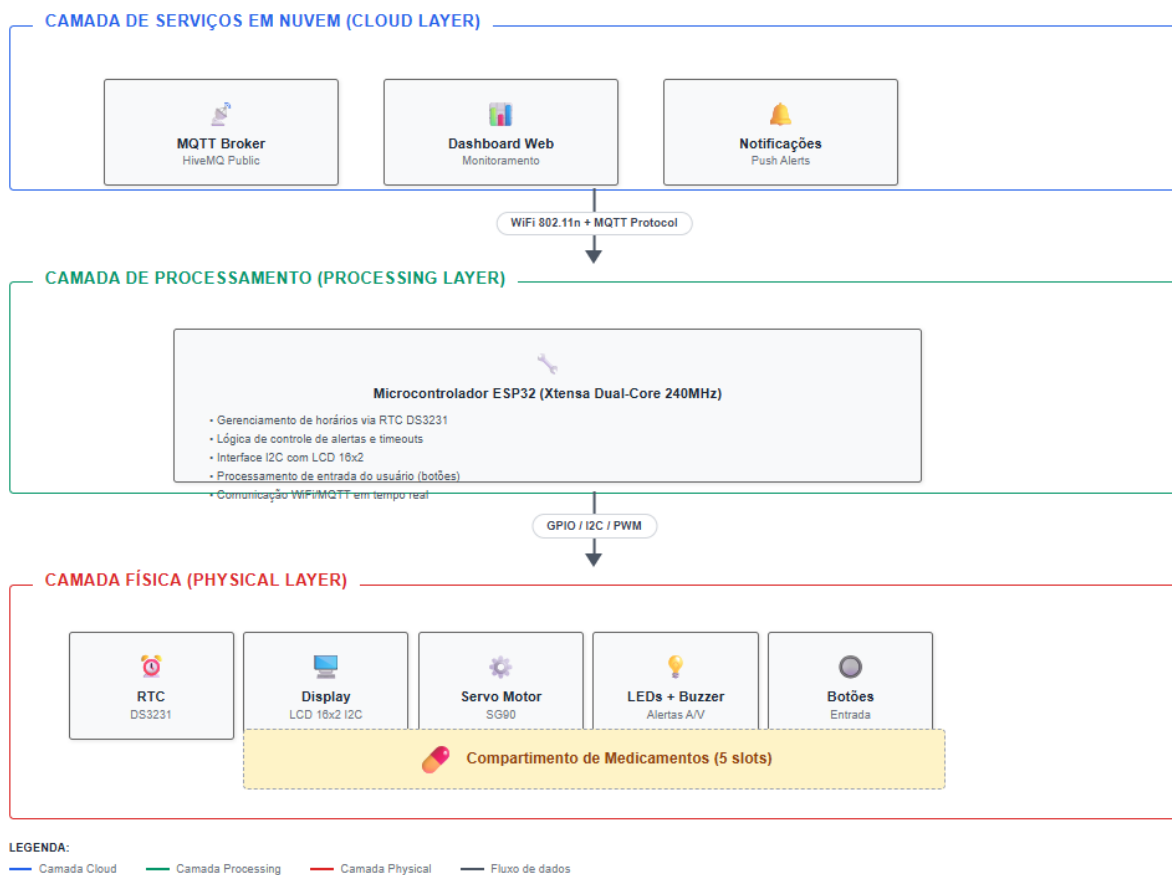 CAMADA DE SERVIÇOS EM NUVEM (CLOUD LAYER)
MQTT Broker
HiveMQ Public
Dashboard Web
Monitoramento
Notificações
Push Alerts
WiFi 802.11n + MQTT Protocol
CAMADA DE PROCESSAMENTO (PROCESSING LAYER)
Microcontrolador ESP32 (Xtensa Dual-Core 240MHz)
• Gerenciamento de horários via RTC DS3231
• Lógica de controle de alertas e timeouts
• Interface I2C com LCD 16x2
• Processamento de entrada do usuário (botões)
• Comunicação WiFi/MQTT em tempo real
GPIO / I2C / PWM
CAMADA FÍSICA (PHYSICAL LAYER)
RTC
DS3231
Display
LCD 16x2 I2C
Servo Motor
SG90
LEDs + Buzzer
Alertas A/V
Botões
Entrada
Compartimento de Medicamentos (5 slots)
LEGENDA:
Camada Cloud
Camada Processing
Camada Physical
Fluxo de dados